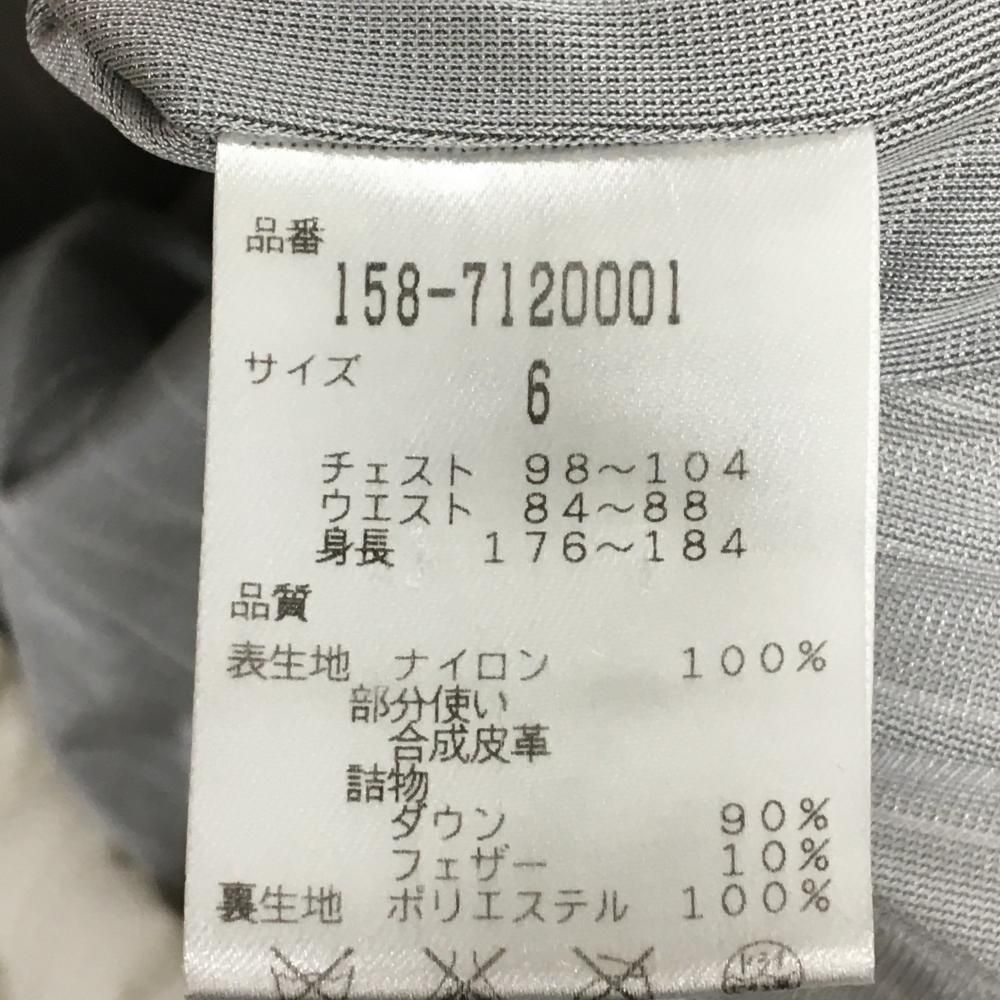 品番
158-7120001
サイズ
6
チェスト 98～104
ウエスト 84～88
身長 176～184
品質
表生地 ナイロン 100%
部分使い
合成皮革
詰物
ダウン 90%
フェザー 10%
裏生地 ポリエステル 100%
ドライ